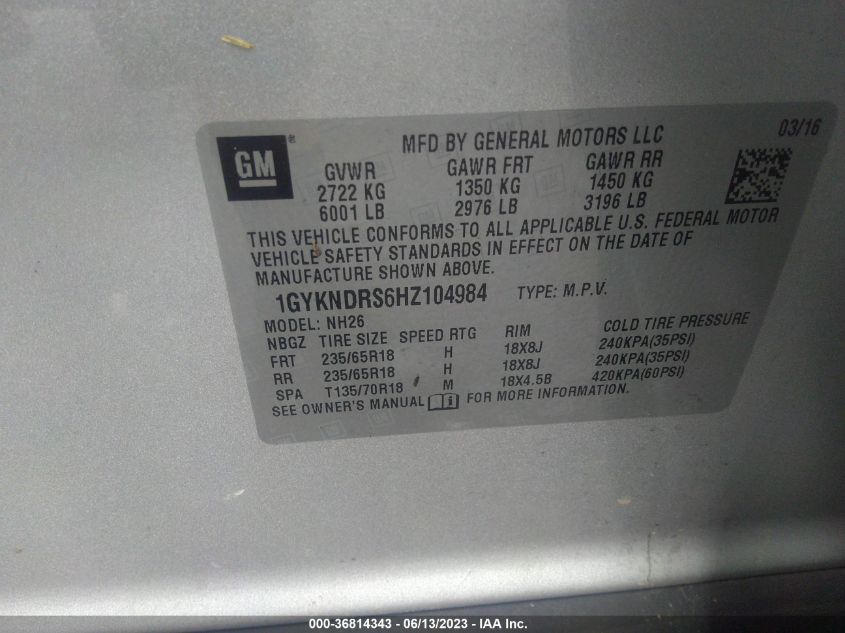 GM
®
MFD BY GENERAL MOTORS LLC
03/16
GVWR GAWR FRT GAWR RR
2722 KG 1350 KG 1450 KG
6001 LB 2976 LB 3196 LB
THIS VEHICLE CONFORMS TO ALL APPLICABLE U.S. FEDERAL MOTOR
VEHICLE SAFETY STANDARDS IN EFFECT ON THE DATE OF
MANUFACTURE SHOWN ABOVE.
1GYKNDRS6HZ104984 TYPE: M.P.V.
MODEL: NH26
NBGZ TIRE SIZE SPEED RTG RIM COLD TIRE PRESSURE
FRT 235/65R18 H 18X8J 240KPA(35PSI)
RR 235/65R18 H 18X8J 240KPA(35PSI)
SPA T135/70R18 M 18X4.5B 420KPA(60PSI)
SEE OWNER'S MANUAL FOR MORE INFORMATION.
000-36814343 - 06/13/2023 - IAA Inc.